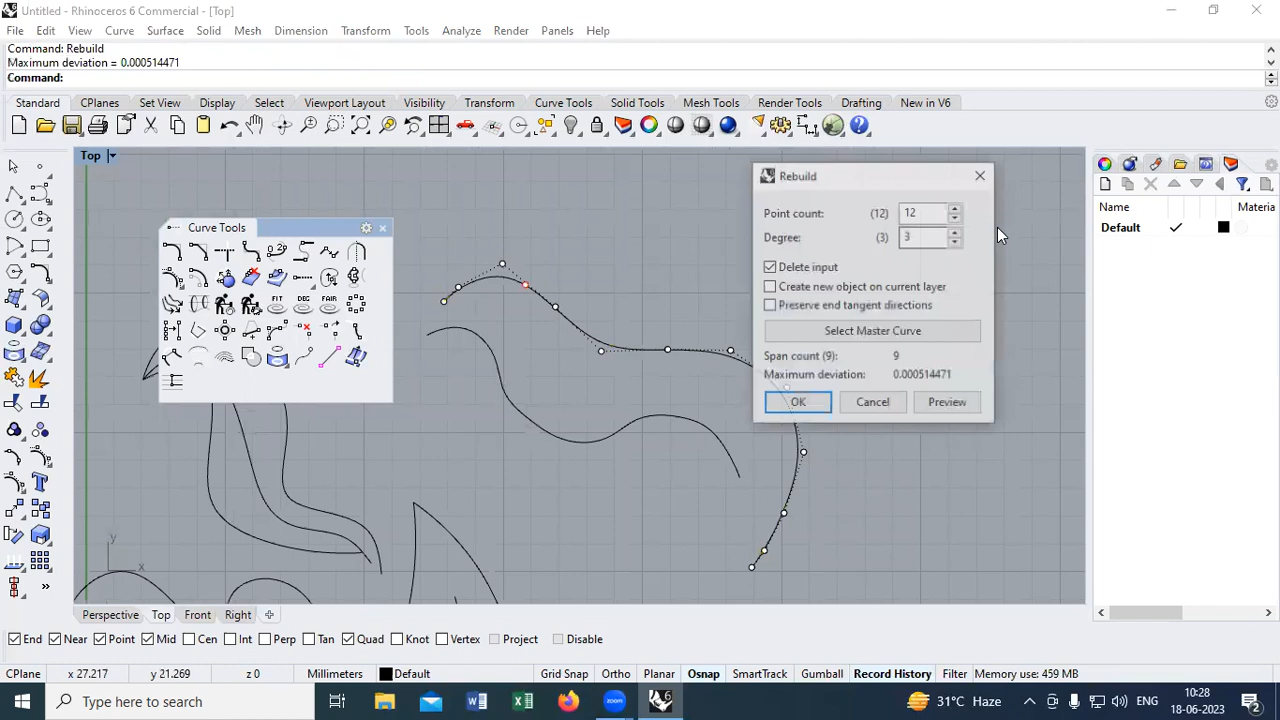 Untitled - Rhinoceros 6 Commercial - [Top]
File Edit View Curve Surface Solid Mesh Dimension Transform Tools Analyze Render Panels Help
Command: Rebuild
Maximum deviation = 0.000514471
Command:
Standard CPlanes Set View Display Select Viewport Layout Visibility Transform Curve Tools Solid Tools Mesh Tools Render Tools Drafting New in V6
Top
Curve Tools
FIT DEC FAIR
Rebuild
Point count: (12) 12
Degree: (3) 3
Delete input
Create new object on current layer
Preserve end tangent directions
Select Master Curve
Span count (9): 9
Maximum deviation: 0.000514471
OK Cancel Preview
Name Materia
Default
y
x
Perspective Top Front Right
End Near Point Mid Cen Int Perp Tan Quad Knot Vertex Project Disable
CPlane x 27.217 y 21.269 z 0 Millimeters Default Grid Snap Ortho Planar Osnap SmartTrack Gumball Record History Filter Memory use: 459 MB
Type here to search
31°C Haze
ENG
10:28
18-06-2023
2